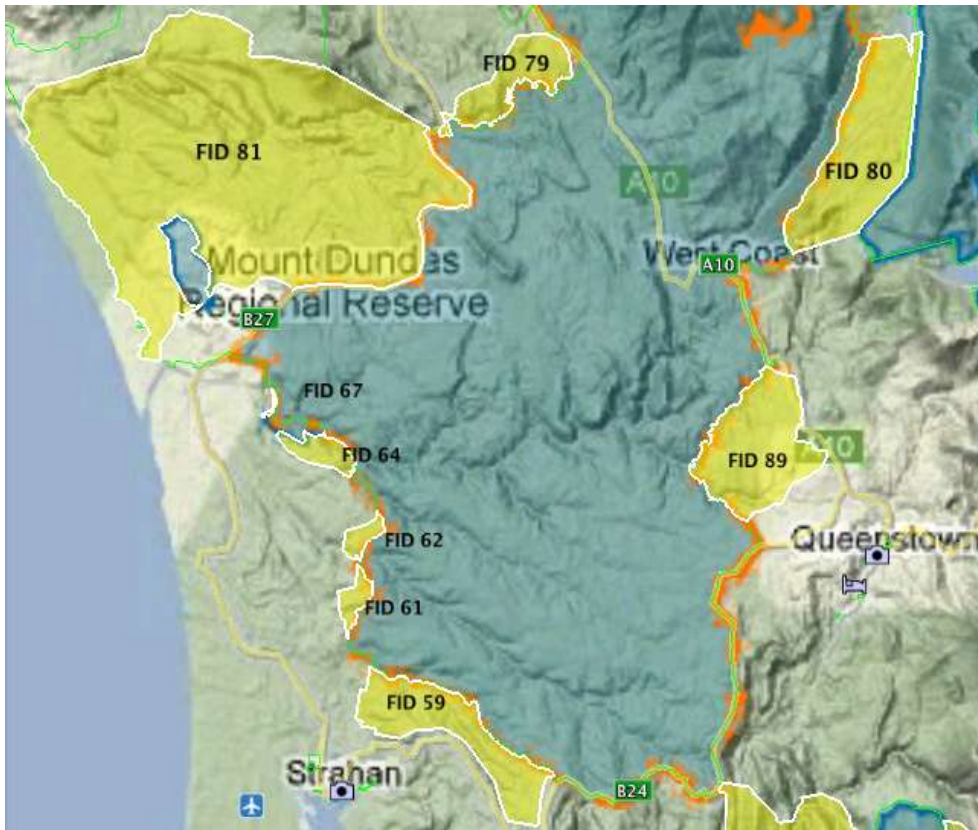 FID 79
FID 81
A10
FID 80
West Coast
A10
Mount Dundas
Regional Reserve
B27
FID 67
FID 64
A10
FID 89
FID 62
Queenstown
FID 61
FID 59
Strahan
B24